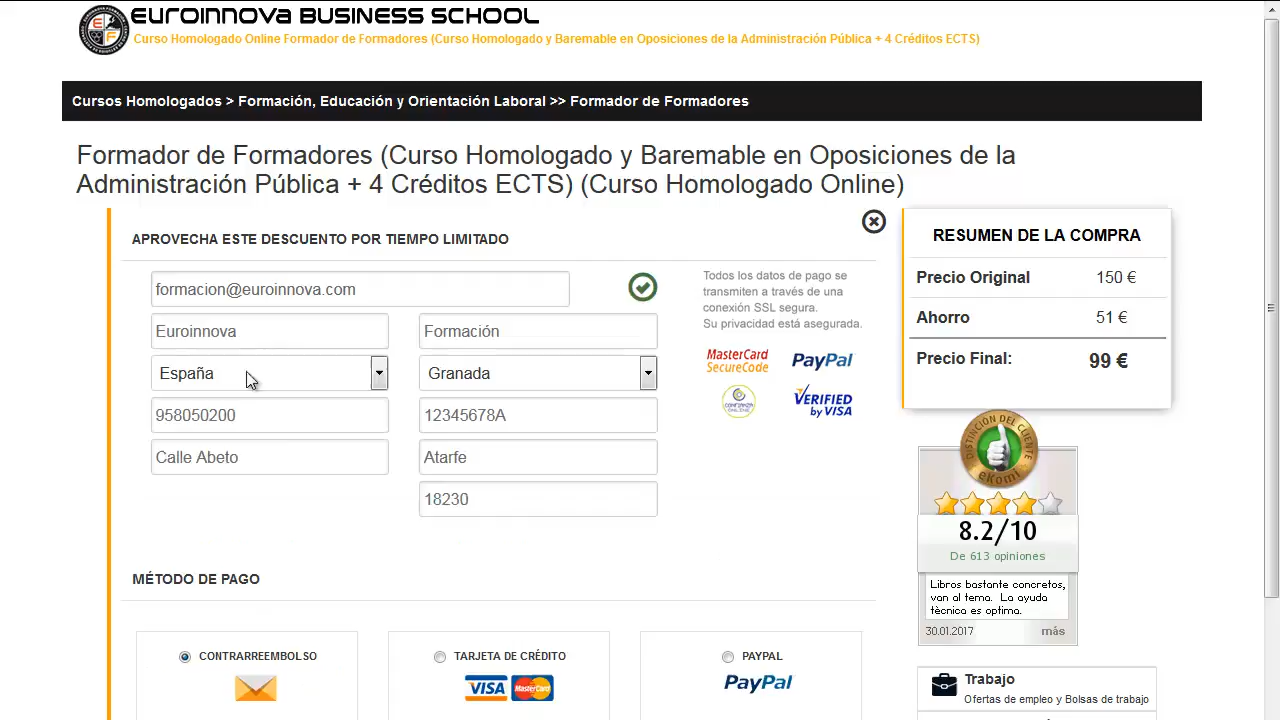 EUROINNOVA BUSINESS SCHOOL
Curso Homologado Online Formador de Formadores (Curso Homologado y Baremable en Oposiciones de la Administración Pública + 4 Créditos ECTS)
Cursos Homologados > Formación, Educación y Orientación Laboral >> Formador de Formadores
Formador de Formadores (Curso Homologado y Baremable en Oposiciones de la
Administración Pública + 4 Créditos ECTS) (Curso Homologado Online)
APROVECHA ESTE DESCUENTO POR TIEMPO LIMITADO
formacion@euroinnova.com
Euroinnova
Formación
España
Granada
958050200
12345678A
Calle Abeto
Atarfe
18230
Todos los datos de pago se
transmiten a través de una
conexión SSL segura.
Su privacidad está asegurada.
MasterCard
SecureCode
PayPal
CONFIANZA
ONLINE
VERIFIED
by VISA
MÉTODO DE PAGO
CONTRARREEMBOLSO
TARJETA DE CRÉDITO
VISA
MasterCard
PAYPAL
PayPal
RESUMEN DE LA COMPRA
Precio Original 150 €
Ahorro 51 €
Precio Final: 99 €
DISTINCIÓN DEL CLIENTE
eKomi
8.2/10
De 613 opiniones
Libros bastante concretos,
van al tema. La ayuda
tècnica es optima.
30.01.2017 más
Trabajo
Ofertas de empleo y Bolsas de trabajo